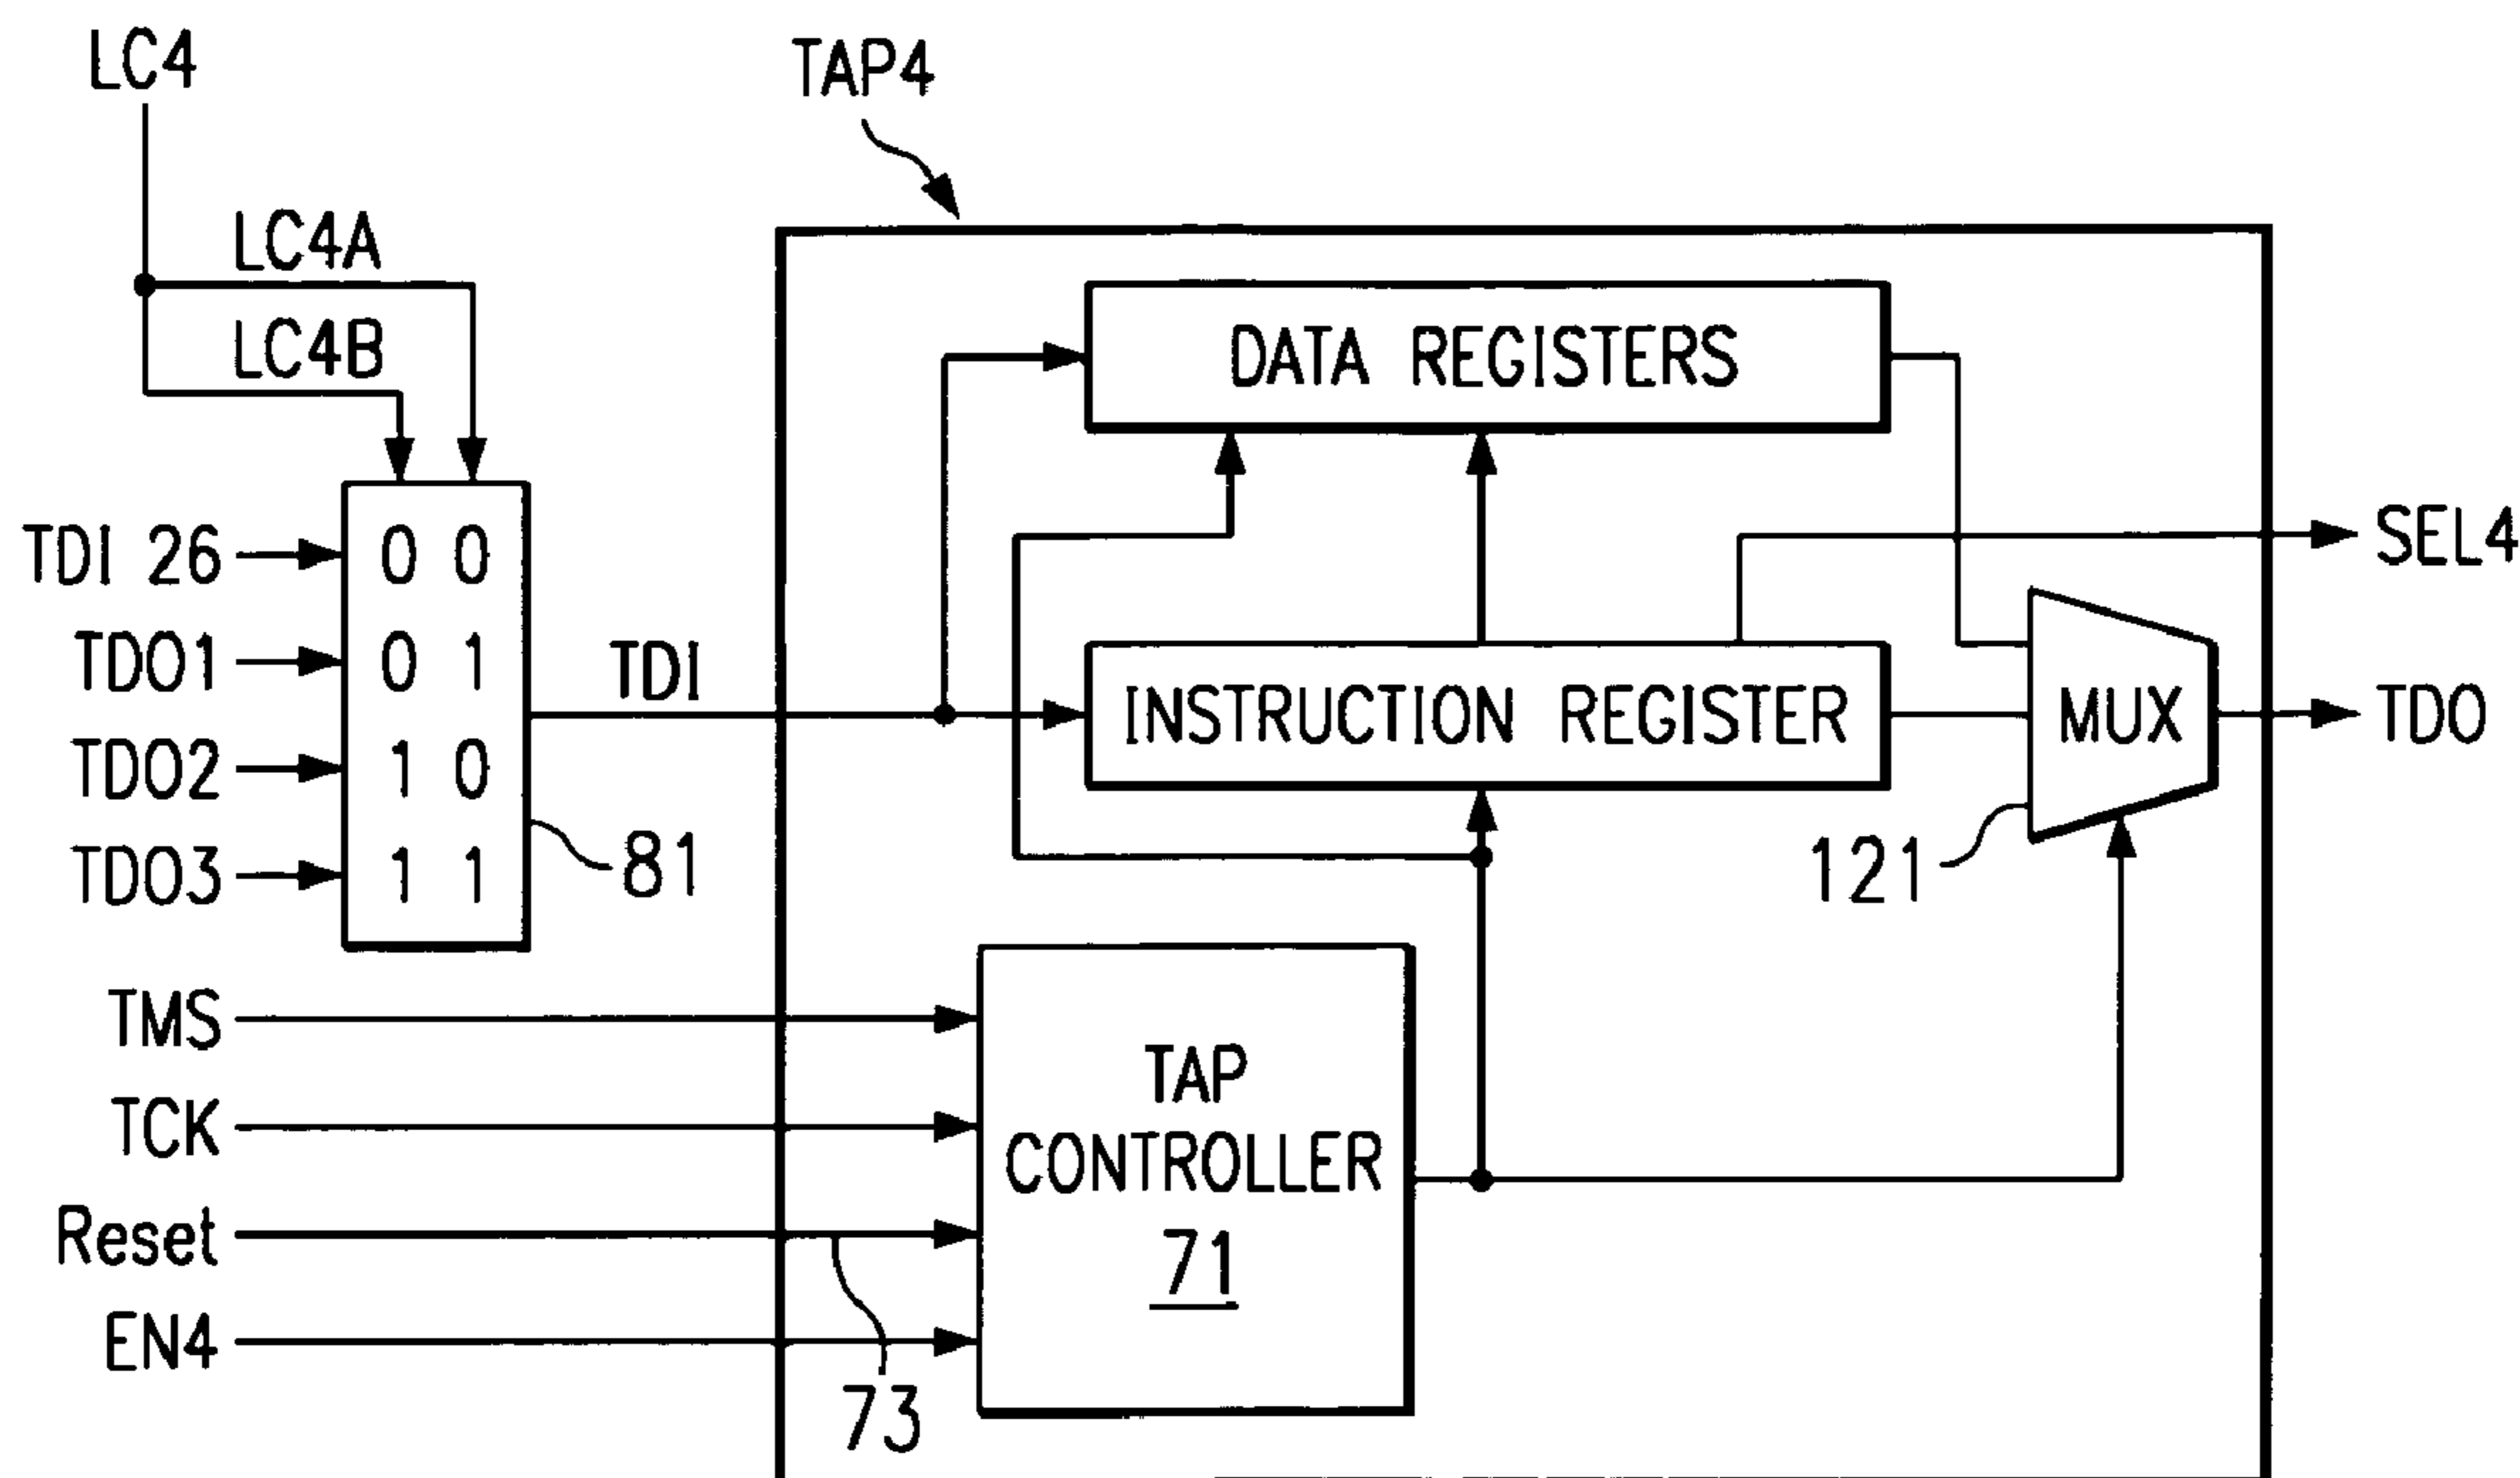 LC4
TAP4
LC4A
LC4B
DATA REGISTERS
TDI 26
0 0
SEL4
TDO1
0 1
TDI
INSTRUCTION REGISTER
MUX
TDO
TDO2
1 0
TDO3
1 1
81
121
TMS
TCK
Reset
EN4
TAP
CONTROLLER
71
73